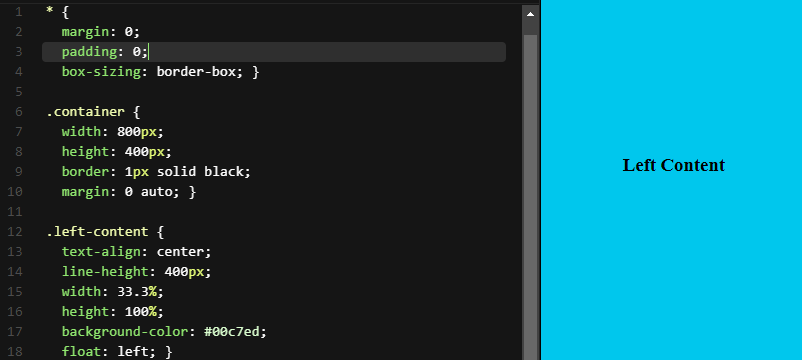 1 * {
2 margin: 0;
3 padding: 0;
4 box-sizing: border-box; }
5
6 .container {
7 width: 800px;
8 height: 400px;
9 border: 1px solid black;
10 margin: 0 auto; }
11
12 .left-content {
13 text-align: center;
14 line-height: 400px;
15 width: 33.3%;
16 height: 100%;
17 background-color: #00c7ed;
18 float: left; }
Left Content